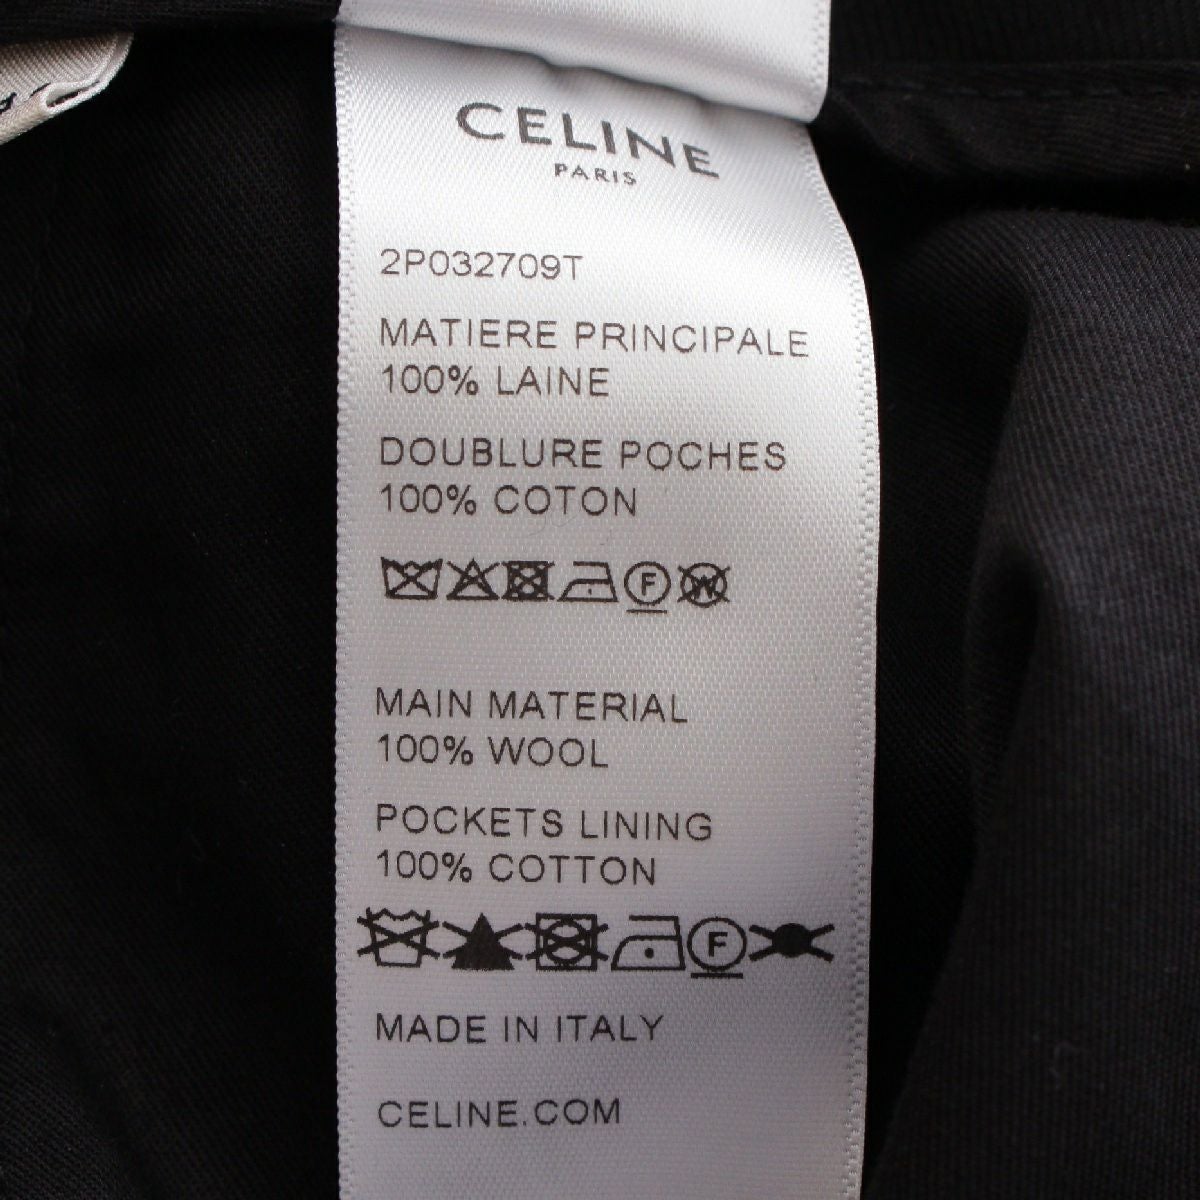 CELINE
PARIS
2P032709T
MATIERE PRINCIPALE
100% LAINE
DOUBLURE POCHES
100% COTON
F W
MAIN MATERIAL
100% WOOL
POCKETS LINING
100% COTTON
F
MADE IN ITALY
CELINE.COM